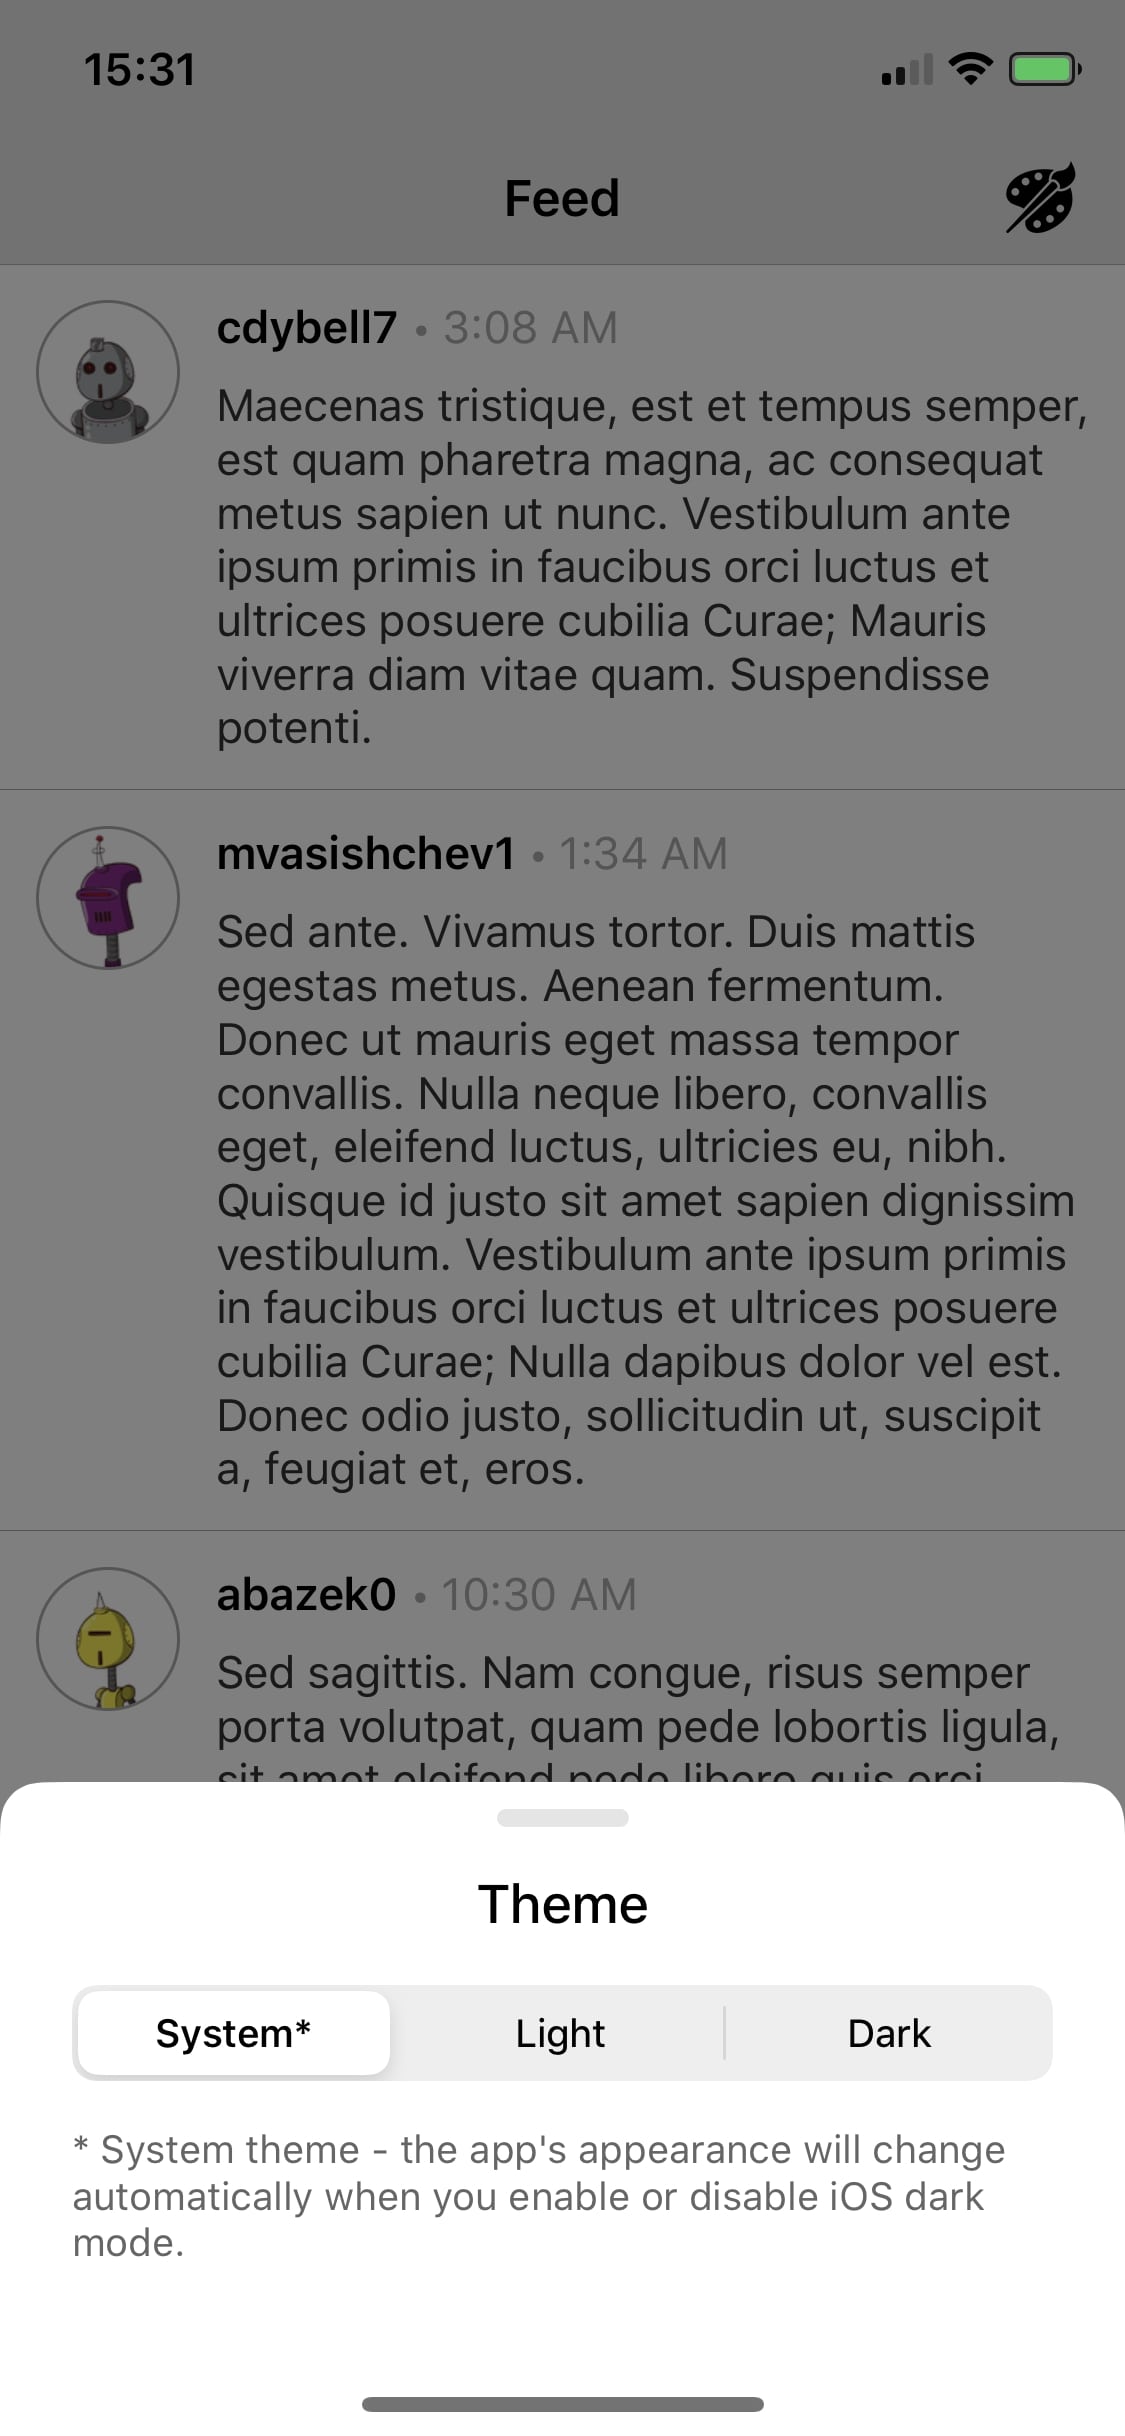 15:31
Feed
cdybell7 • 3:08 AM
Maecenas tristique, est et tempus semper,
est quam pharetra magna, ac consequat
metus sapien ut nunc. Vestibulum ante
ipsum primis in faucibus orci luctus et
ultrices posuere cubilia Curae; Mauris
viverra diam vitae quam. Suspendisse
potenti.
mvasishchev1 • 1:34 AM
Sed ante. Vivamus tortor. Duis mattis
egestas metus. Aenean fermentum.
Donec ut mauris eget massa tempor
convallis. Nulla neque libero, convallis
eget, eleifend luctus, ultricies eu, nibh.
Quisque id justo sit amet sapien dignissim
vestibulum. Vestibulum ante ipsum primis
in faucibus orci luctus et ultrices posuere
cubilia Curae; Nulla dapibus dolor vel est.
Donec odio justo, sollicitudin ut, suscipit
a, feugiat et, eros.
abazek0 • 10:30 AM
Sed sagittis. Nam congue, risus semper
porta volutpat, quam pede lobortis ligula,
sit amet eleifend pede libero quis orci
Theme
System* Light Dark
* System theme - the app's appearance will change
automatically when you enable or disable iOS dark
mode.